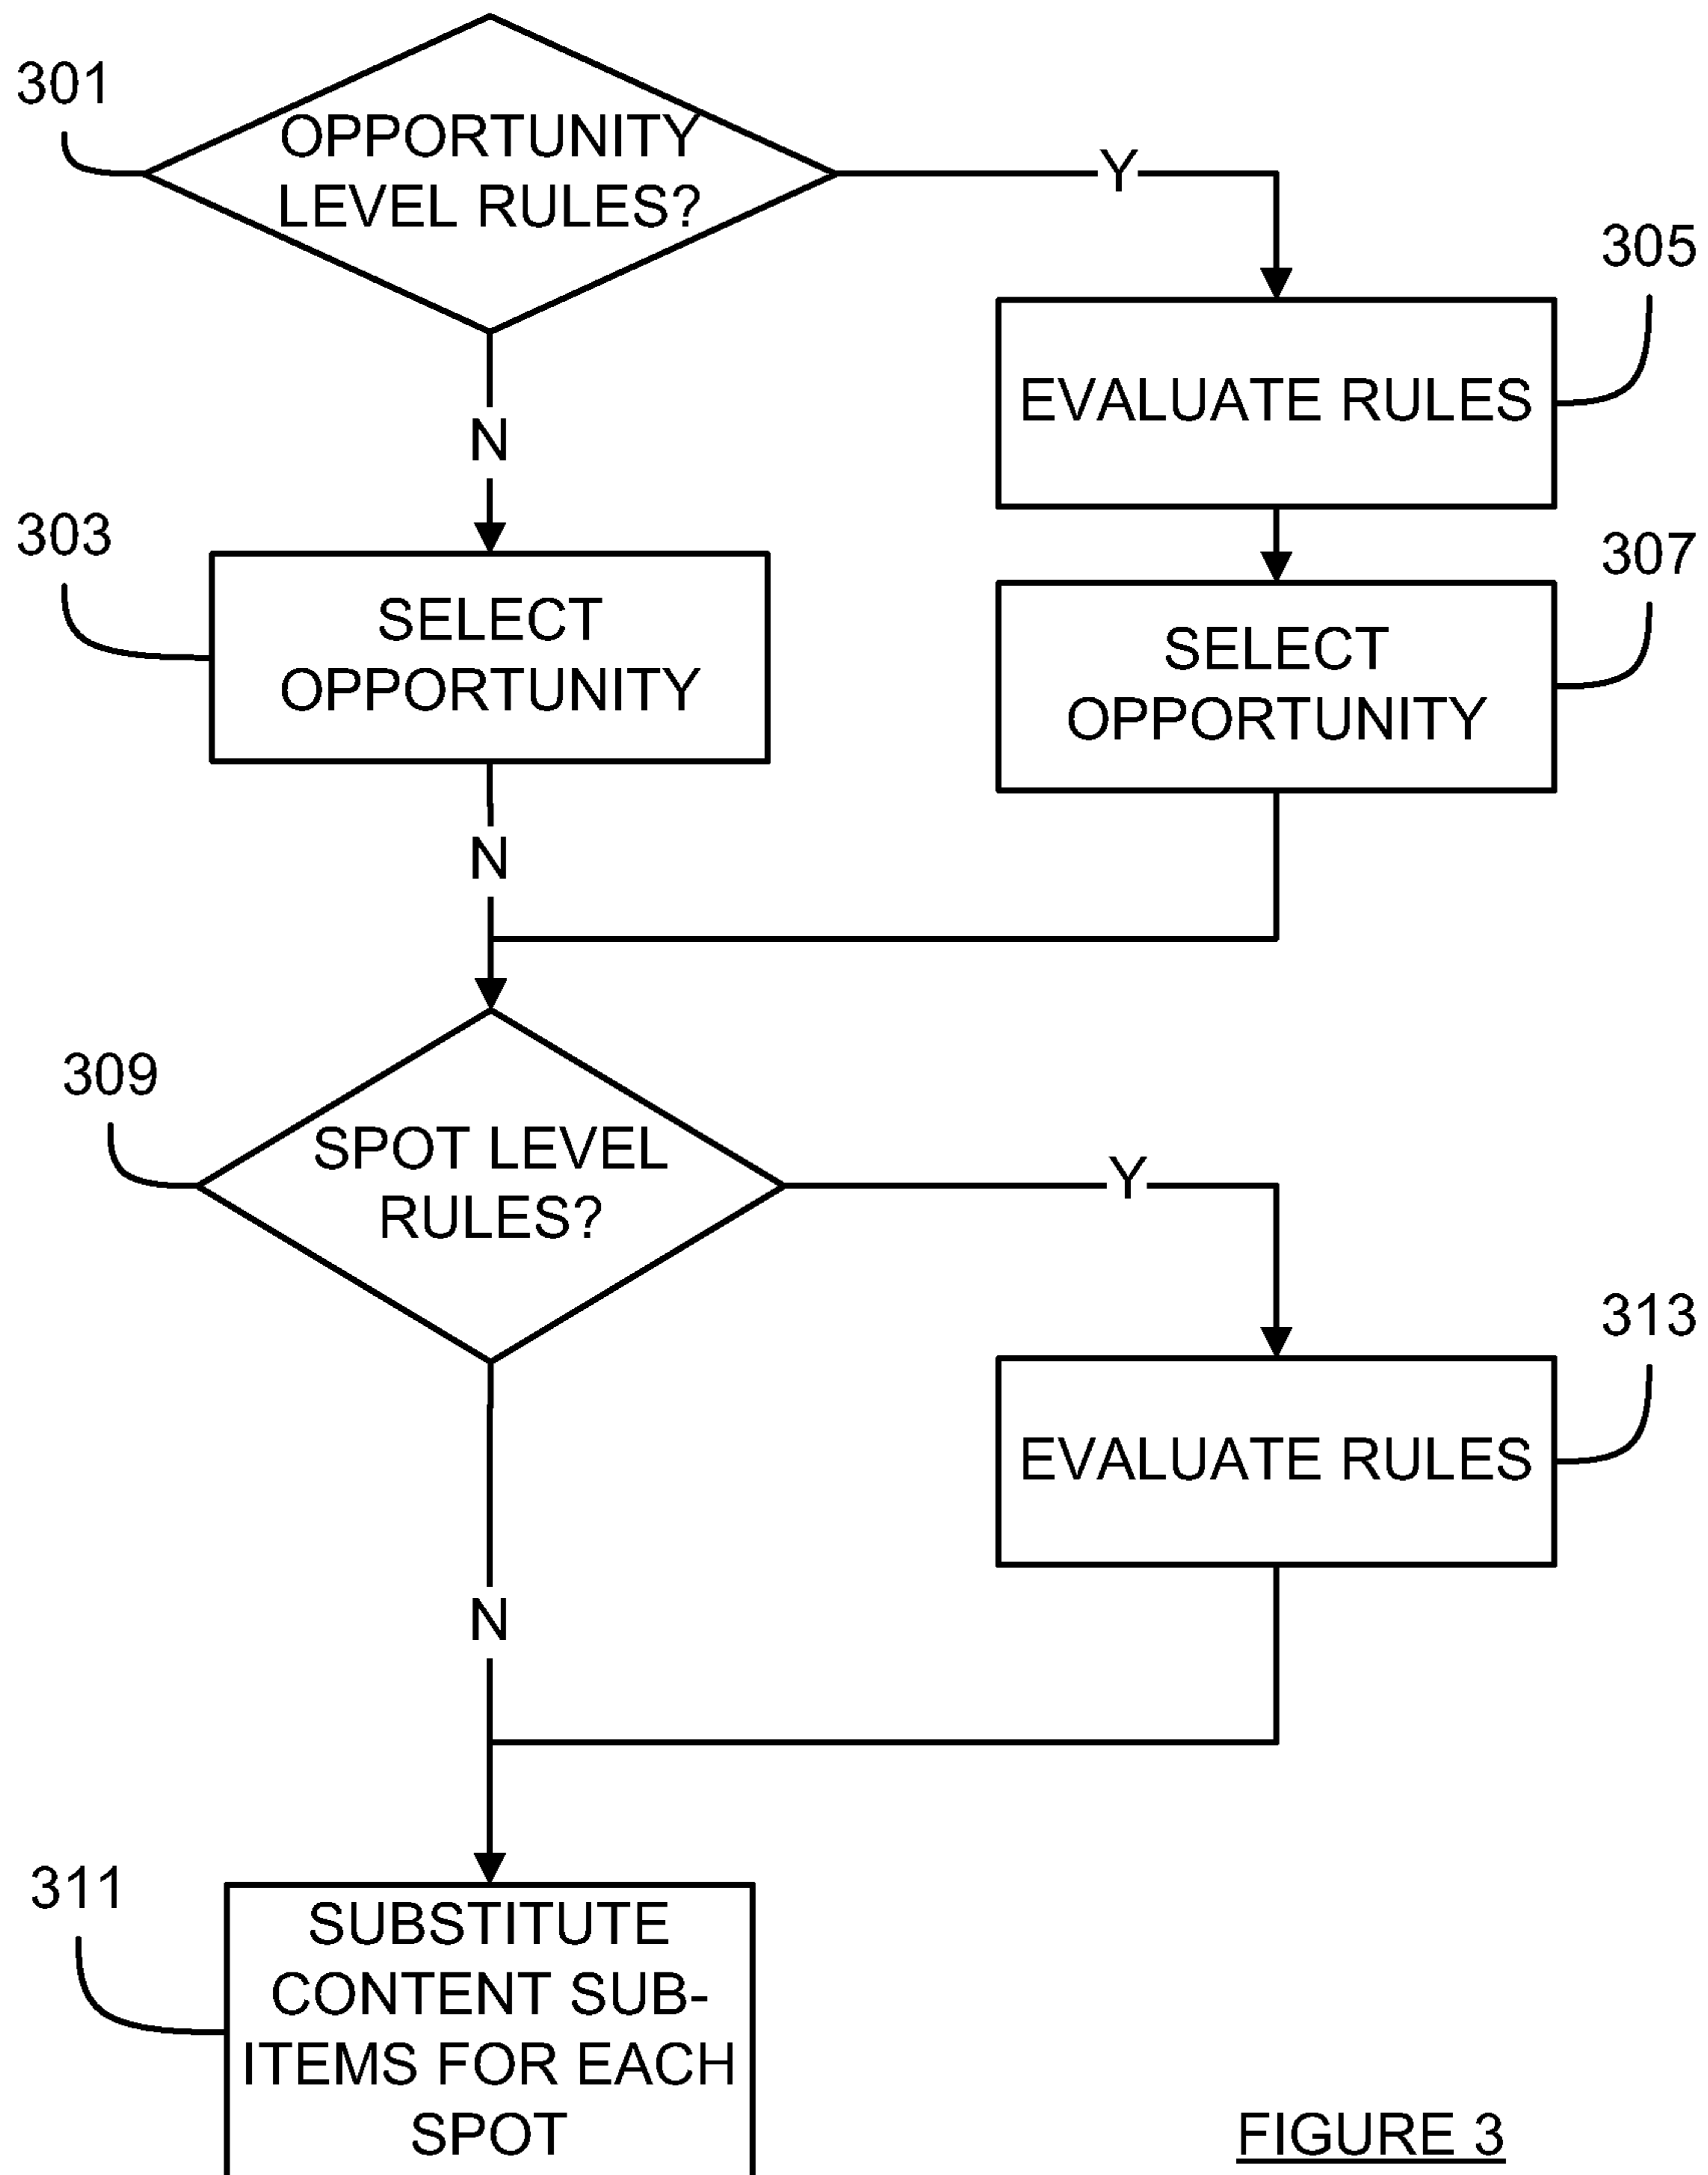 301
OPPORTUNITY
LEVEL RULES?
Y
305
EVALUATE RULES
N
303
SELECT
OPPORTUNITY
307
SELECT
OPPORTUNITY
N
309
SPOT LEVEL
RULES?
Y
313
EVALUATE RULES
N
311
SUBSTITUTE
CONTENT SUB-
ITEMS FOR EACH
SPOT
FIGURE 3